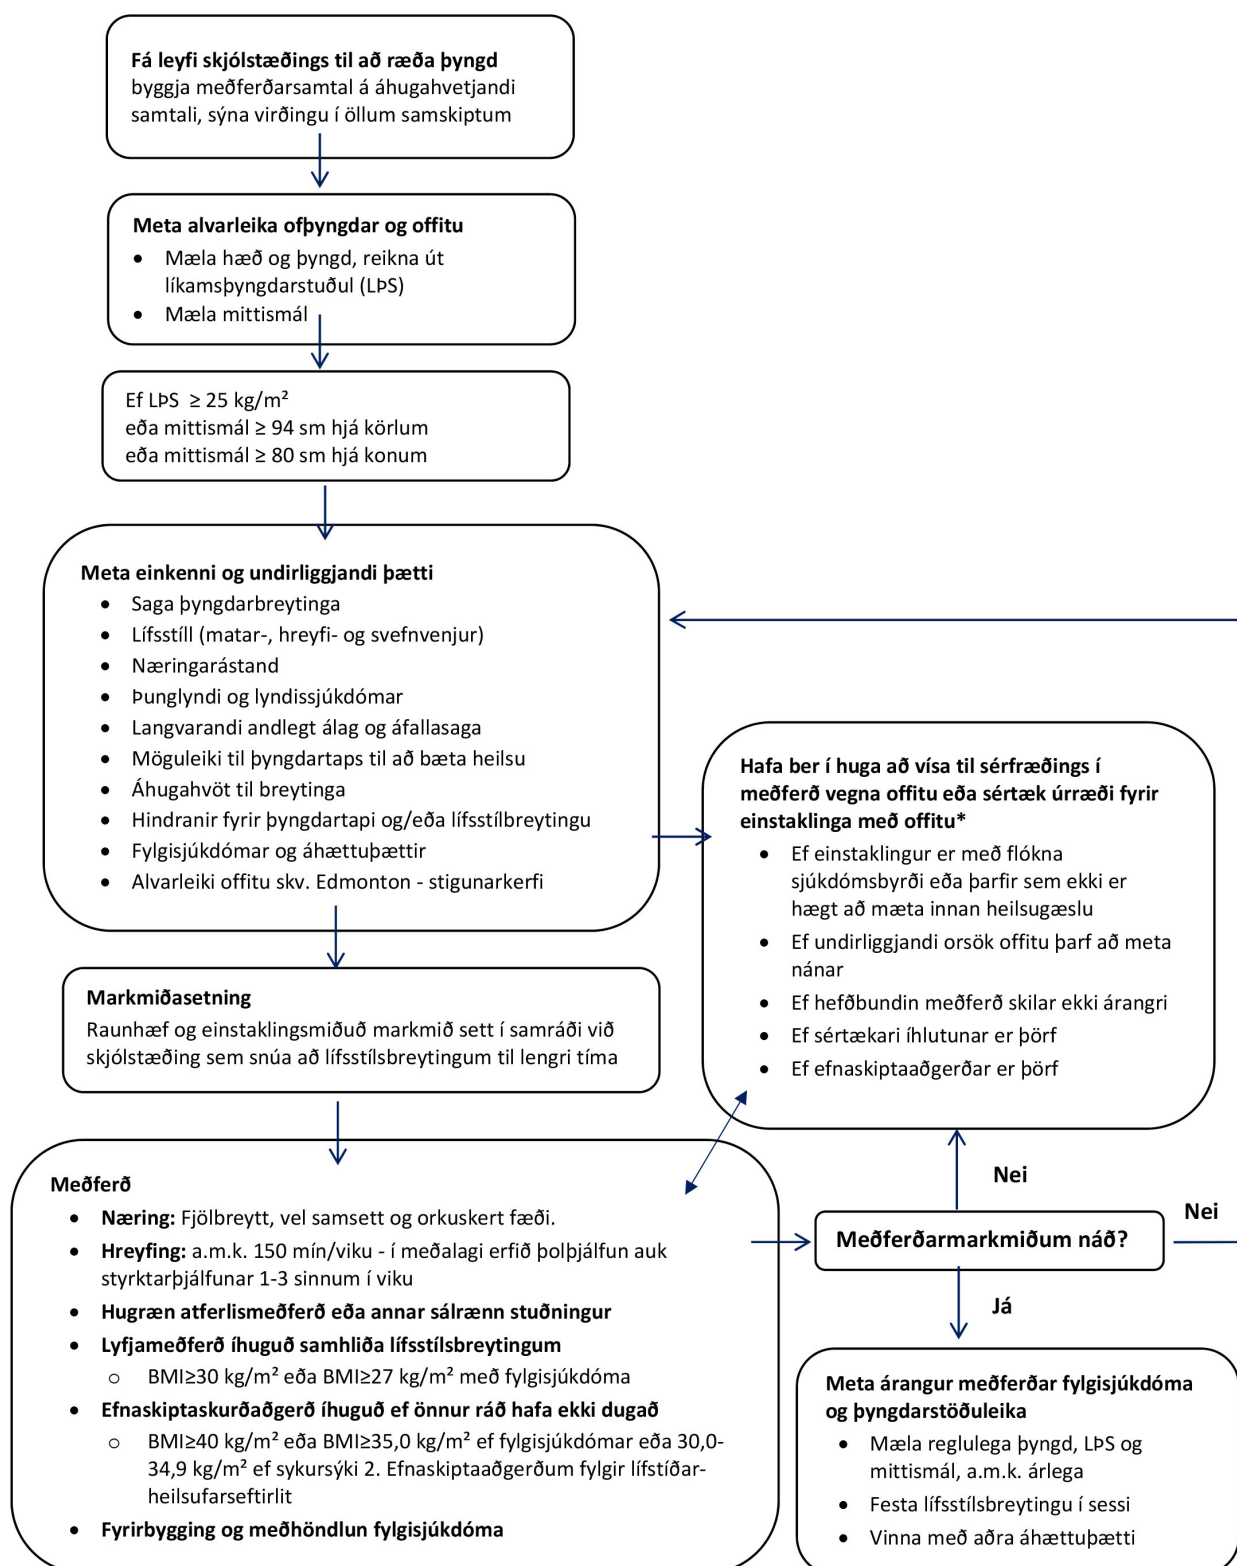 Fá leyfi skjólstæðings til að ræða þyngd
byggja meðferðarsamtal á áhugahvetjandi
samtali, sýna virðingu í öllum samskiptum
Meta alvarleika ofþyngdar og offitu
• Mæla hæð og þyngd, reikna út
líkamsþyngdarstuðul (LÞS)
• Mæla mittismál
Ef LÞS ≥ 25 kg/m²
eða mittismál ≥ 94 sm hjá körlum
eða mittismál ≥ 80 sm hjá konum
Meta einkenni og undirliggjandi þætti
• Saga þyngdarbreytinga
• Lífsstíll (matar-, hreyfi- og svefnvenjur)
• Næringarástand
• Þunglyndi og lyndissjúkdómar
• Langvarandi andlegt álag og áfallasaga
• Möguleiki til þyngdartaps til að bæta heilsu
• Áhugahvöt til breytinga
• Hindranir fyrir þyngdartapi og/eða lífsstílbreytingu
• Fylgisjúkdómar og áhættuþættir
• Alvarleiki offitu skv. Edmonton - stigunarkerfi
Hafa ber í huga að vísa til sérfræðings í
meðferð vegna offitu eða sértæk úrræði fyrir
einstaklinga með offitu*
• Ef einstaklingur er með flókna
sjúkdómsbyrði eða þarfir sem ekki er
hægt að mæta innan heilsugæslu
• Ef undirliggjandi orsök offitu þarf að meta
nánar
• Ef hefðbundin meðferð skilar ekki árangri
• Ef sértækari íhlutunar er þörf
• Ef efnaskiptaaðgerðar er þörf
Markmiðasetning
Raunhæf og einstaklingsmiðuð markmið sett í samráði við
skjólstæðing sem snúa að lífsstílsbreytingum til lengri tíma
Meðferð
• Næring: Fjölbreytt, vel samsett og orkuskert fæði.
• Hreyfing: a.m.k. 150 mín/viku - í meðalagi erfið þolþjálfun auk
styrktarþjálfunar 1-3 sinnum í viku
• Hugræn atferlismeðferð eða annar sálrænn stuðningur
• Lyfjameðferð íhuguð samhliða lífsstílsbreytingum
o BMI≥30 kg/m² eða BMI≥27 kg/m² með fylgisjúkdóma
• Efnaskiptaskurðaðgerð íhuguð ef önnur ráð hafa ekki dugað
o BMI≥40 kg/m² eða BMI≥35,0 kg/m² ef fylgisjúkdómar eða 30,0-
34,9 kg/m² ef sykursýki 2. Efnaskiptaaðgerðum fylgir lífstíðar-
heilsufarseftirlit
• Fyrirbygging og meðhöndlun fylgisjúkdóma
Nei
Meðferðarmarkmiðum náð?
Nei
Já
Meta árangur meðferðar fylgisjúkdóma
og þyngdarstöðuleika
• Mæla reglulega þyngd, LÞS og
mittismál, a.m.k. árlega
• Festa lífsstílsbreytingu í sessi
• Vinna með aðra áhættuþætti